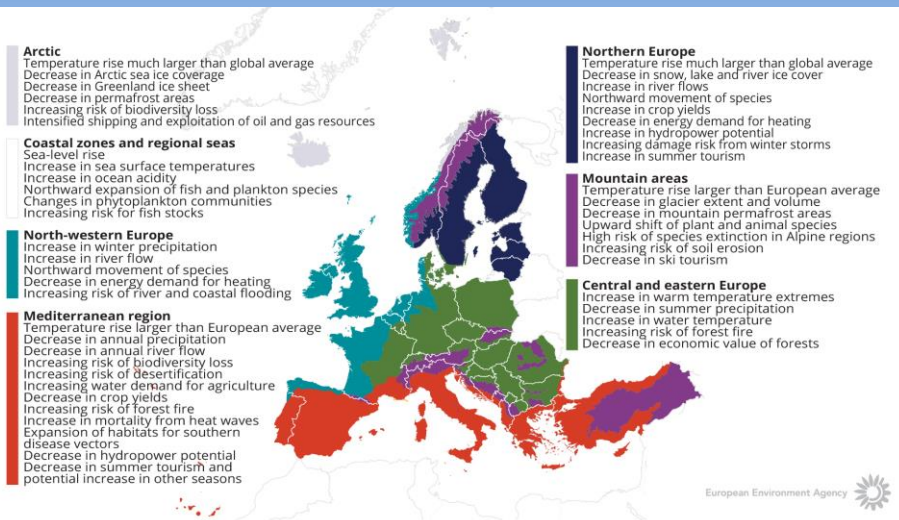 Arctic
Temperature rise much larger than global average
Decrease in Arctic sea ice coverage
Decrease in Greenland ice sheet
Decrease in permafrost areas
Increasing risk of biodiversity loss
Intensified shipping and exploitation of oil and gas resources
Coastal zones and regional seas
Sea-level rise
Increase in sea surface temperatures
Increase in ocean acidity
Northward expansion of fish and plankton species
Changes in phytoplankton communities
Increasing risk for fish stocks
North-western Europe
Increase in winter precipitation
Increase in river flow
Northward movement of species
Decrease in energy demand for heating
Increasing risk of river and coastal flooding
Mediterranean region
Temperature rise larger than European average
Decrease in annual precipitation
Decrease in annual river flow
Increasing risk of biodiversity loss
Increasing risk of desertification
Increasing water demand for agriculture
Decrease in crop yields
Increasing risk of forest fire
Increase in mortality from heat waves
Expansion of habitats for southern
disease vectors
Decrease in hydropower potential
Decrease in summer tourism and
potential increase in other seasons
Northern Europe
Temperature rise much larger than global average
Decrease in snow, lake and river ice cover
Increase in river flows
Northward movement of species
Increase in crop yields
Decrease in energy demand for heating
Increase in hydropower potential
Increasing damage risk from winter storms
Increase in summer tourism
Mountain areas
Temperature rise larger than European average
Decrease in glacier extent and volume
Decrease in mountain permafrost areas
Upward shift of plant and animal species
High risk of species extinction in Alpine regions
Increasing risk of soil erosion
Decrease in ski tourism
Central and eastern Europe
Increase in warm temperature extremes
Decrease in summer precipitation
Increase in water temperature
Increasing risk of forest fire
Decrease in economic value of forests
European Environment Agency